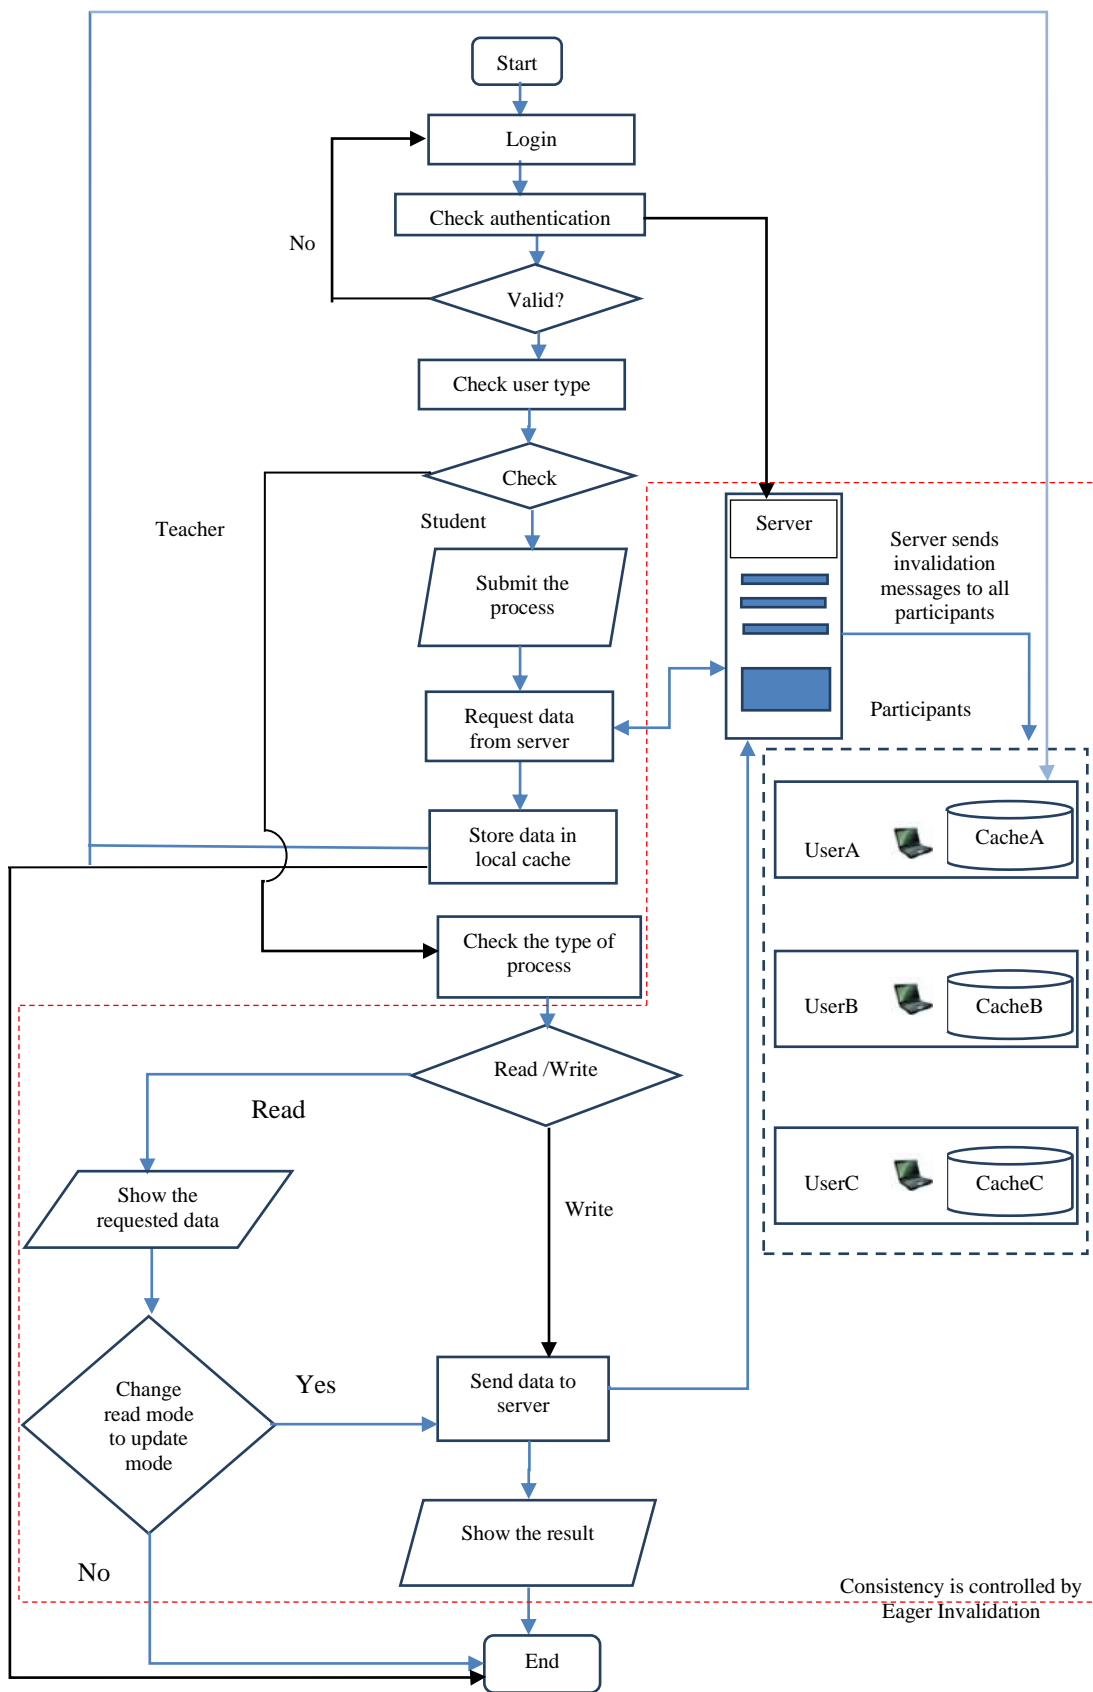 Start
Login
Check authentication
No
Valid?
Check user type
Check
Teacher
Student
Server
Server sends
invalidation
messages to all
participants
Submit the
process
Request data
from server
Participants
Store data in
local cache
UserA
CacheA
Check the type of
process
UserB
CacheB
Read /Write
Read
Write
UserC
CacheC
Show the
requested data
Change
read mode
to update
mode
Yes
Send data to
server
No
Show the result
Consistency is controlled by
Eager Invalidation
End